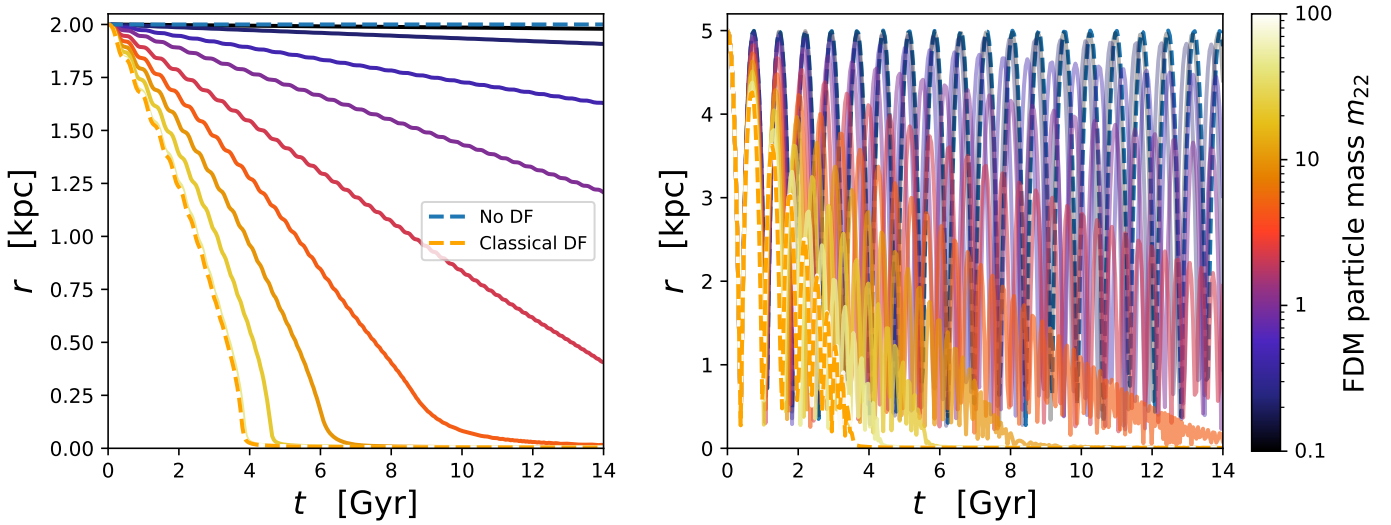 2.00
1.75
1.50
1.25
1.00
0.75
0.50
0.25
0.00
r [kpc]
No DF
Classical DF
0 2 4 6 8 10 12 14
t [Gyr]
5
4
3
2
1
0
r [kpc]
0 2 4 6 8 10 12 14
t [Gyr]
100
10
1
0.1
FDM particle mass m₂₂